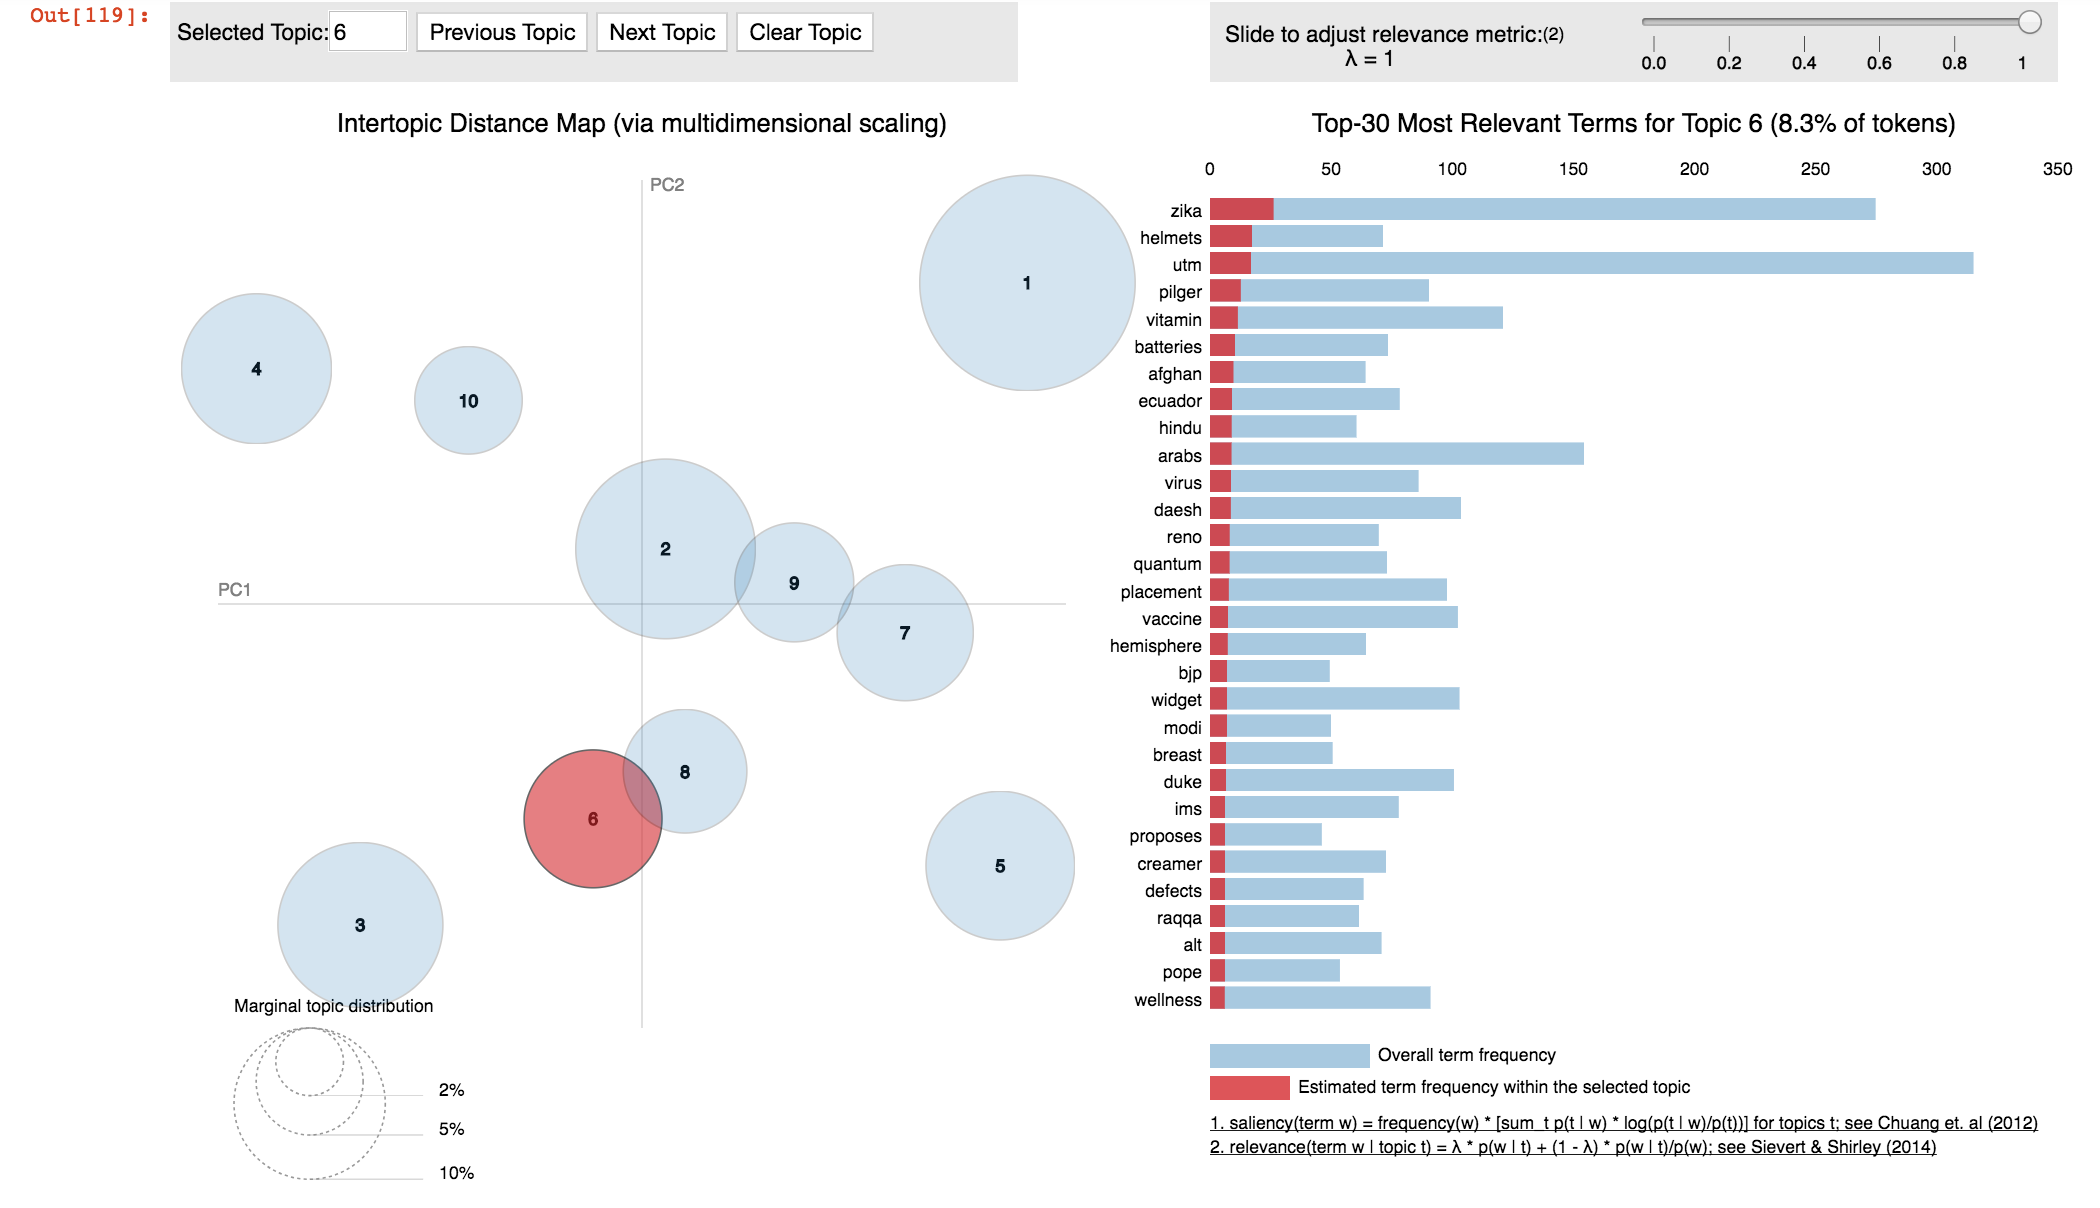 Out[119]:
Selected Topic: 6 Previous Topic Next Topic Clear Topic
Slide to adjust relevance metric:(2)
λ = 1
0.0 0.2 0.4 0.6 0.8 1
Intertopic Distance Map (via multidimensional scaling)
PC2
PC1
1
4
10
2
9
7
8
6
5
3
Marginal topic distribution
2%
5%
10%
Top-30 Most Relevant Terms for Topic 6 (8.3% of tokens)
0 50 100 150 200 250 300 350
zika
helmets
utm
pilger
vitamin
batteries
afghan
ecuador
hindu
arabs
virus
daesh
reno
quantum
placement
vaccine
hemisphere
bjp
widget
modi
breast
duke
ims
proposes
creamer
defects
raqqa
alt
pope
wellness
Overall term frequency
Estimated term frequency within the selected topic
1. saliency(term w) = frequency(w) * [sum_t p(t | w) * log(p(t | w)/p(t))] for topics t; see Chuang et. al (2012)
2. relevance(term w | topic t) = λ * p(w | t) + (1 - λ) * p(w | t)/p(w); see Sievert & Shirley (2014)